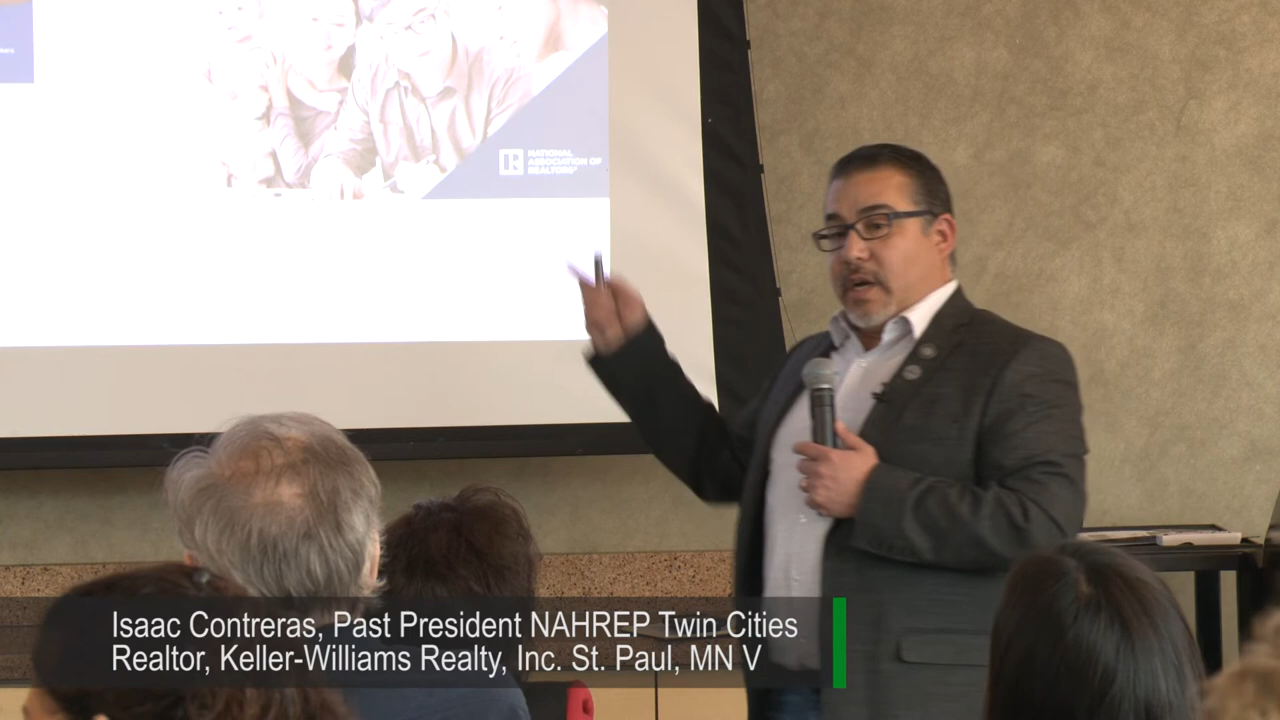 NATIONAL
ASSOCIATION OF
REALTORS®
Isaac Contreras, Past President NAHREP Twin Cities
Realtor, Keller-Williams Realty, Inc. St. Paul, MN V